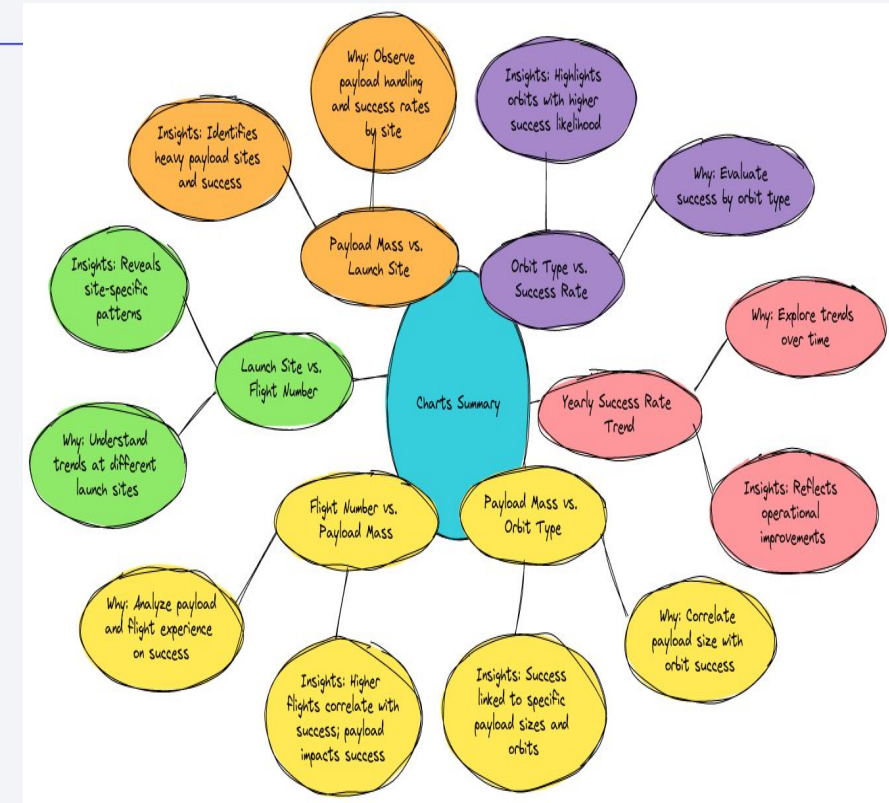 Why: Observe
payload handling
and success rates
by site
Insights: Highlights
orbits with higher
success likelihood
Insights: Identifies
heavy payload sites
and success
Why: Evaluate
success by orbit type
Payload Mass vs.
Launch Site
Orbit Type vs.
Success Rate
Insights: Reveals
site-specific
patterns
Why: Explore trends
over time
Launch Site vs.
Flight Number
Charts Summary
Yearly Success Rate
Trend
Why: Understand
trends at different
launch sites
Insights: Reflects
operational
improvements
Flight Number vs.
Payload Mass
Payload Mass vs.
Orbit Type
Why: Analyze payload
and flight experience
on success
Why: Correlate
payload size with
orbit success
Insights: Higher
flights correlate with
success; payload
impacts success
Insights: Success
linked to specific
payload sizes and
orbits